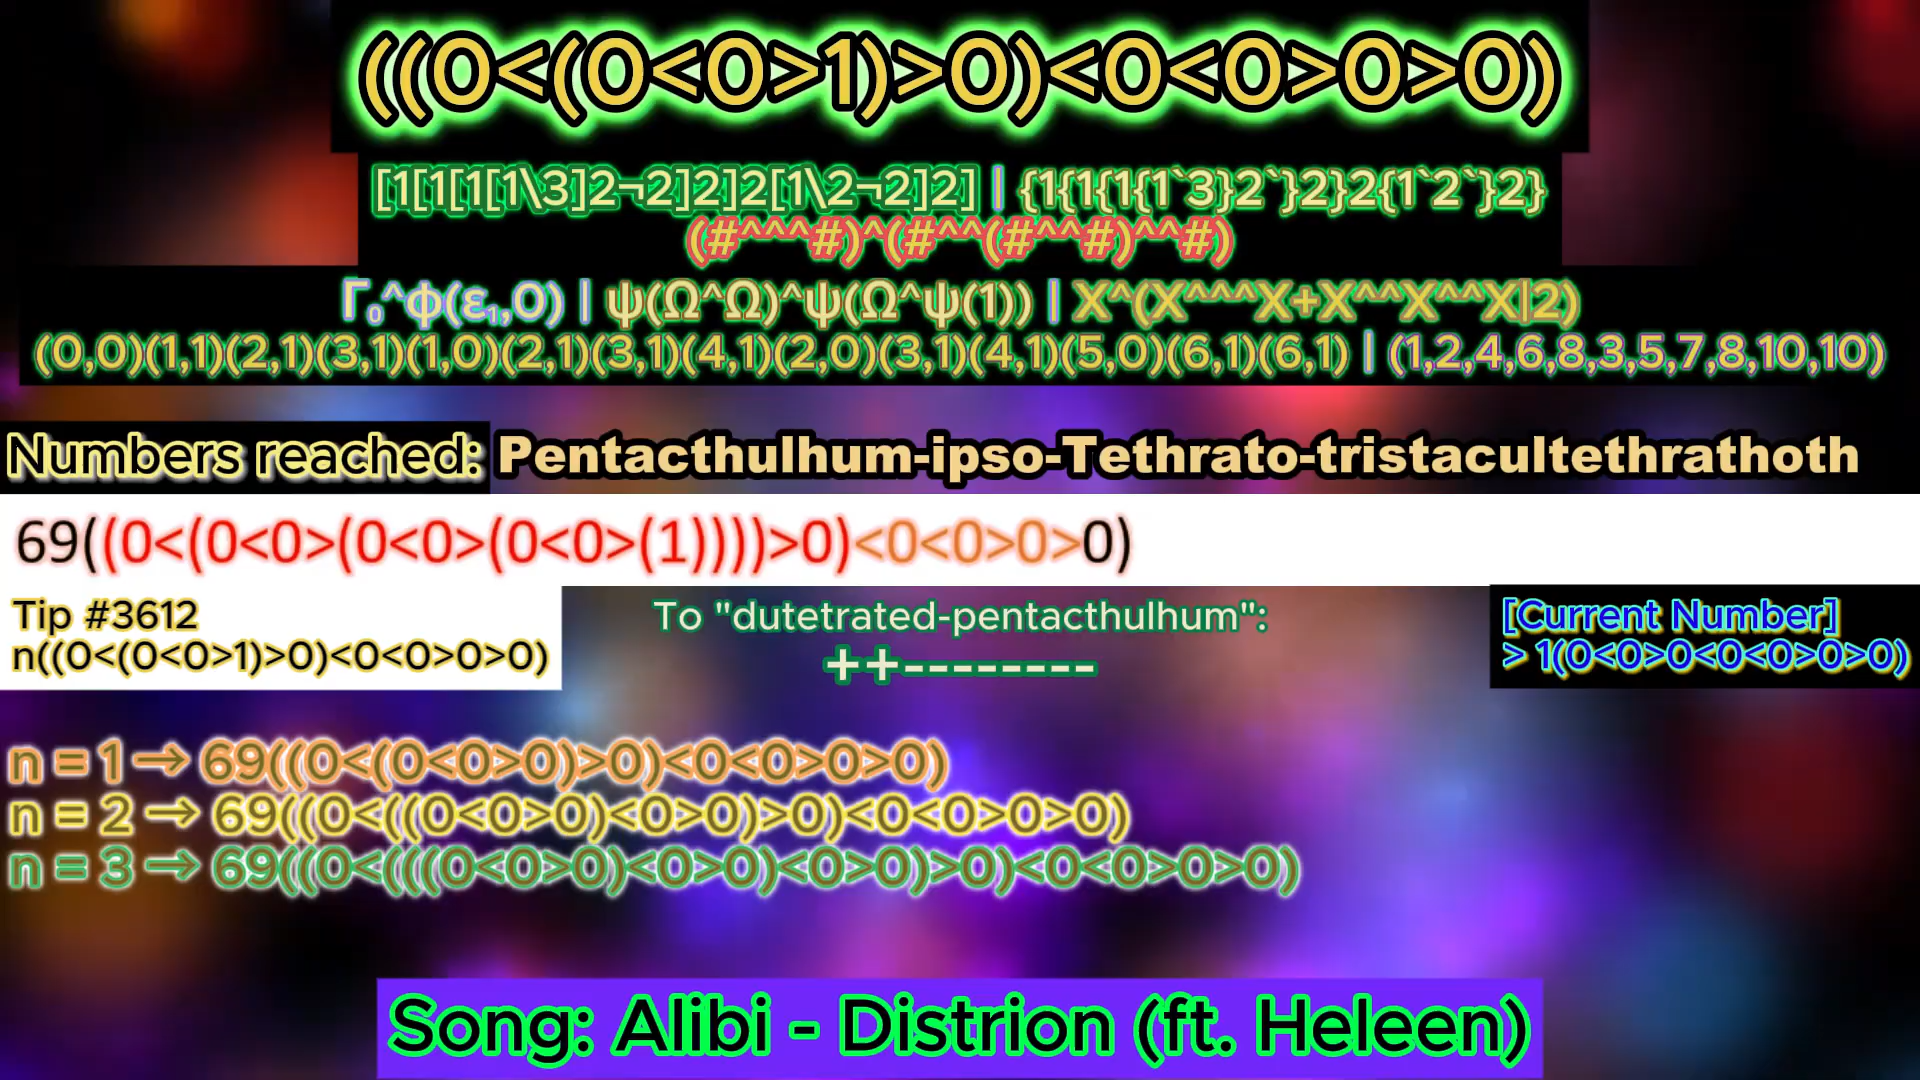 ((0<(0<0>1)>0)<0<0>0>0)
[1[1[1[1\3]2¬2]2]2[1\2¬2]2] | {1{1{1{1`3}2`}2}2{1`2`}2}
(#^^^#)^(#^^(#^^#)^^#)
Γ₀^φ(ε₁,0) | ψ(Ω^Ω)^ψ(Ω^ψ(1)) | X^(X^^^X+X^^X^^X|2)
(0,0)(1,1)(2,1)(3,1)(1,0)(2,1)(3,1)(4,1)(2,0)(3,1)(4,1)(5,0)(6,1)(6,1) | (1,2,4,6,8,3,5,7,8,10,10)
Numbers reached: Pentacthulhum-ipso-Tethrato-tristacultethrathoth
69((0<(0<0>(0<0>(0<0>(1))))>0)<0<0>0>0)
Tip #3612
n((0<(0<0>1)>0)<0<0>0>0)
To "dutetrated-pentacthulhum":
++--------
[Current Number]
> 1(0<0>0<0<0>0>0)
n = 1 → 69((0<(0<0>0)>0)<0<0>0>0)
n = 2 → 69(((0<((0<0>0)<0>0)>0)<0<0>0>0)
n = 3 → 69(((0<(((0<0>0)<0>0)<0>0)>0)<0<0>0>0)
Song: Alibi - Distrion (ft. Heleen)